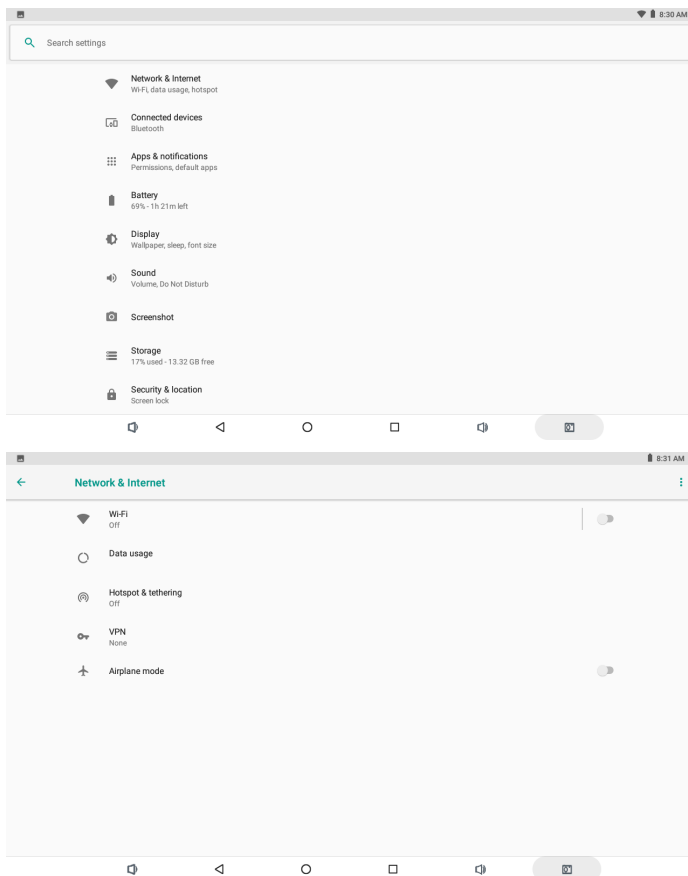 8:30 AM
Search settings
Network & Internet
Wi-Fi, data usage, hotspot
Connected devices
Bluetooth
Apps & notifications
Permissions, default apps
Battery
69% - 1h 21m left
Display
Wallpaper, sleep, font size
Sound
Volume, Do Not Disturb
Screenshot
Storage
17% used - 13.32 GB free
Security & location
Screen lock
8:31 AM
Network & Internet
Wi-Fi
Off
Data usage
Hotspot & tethering
Off
VPN
None
Airplane mode